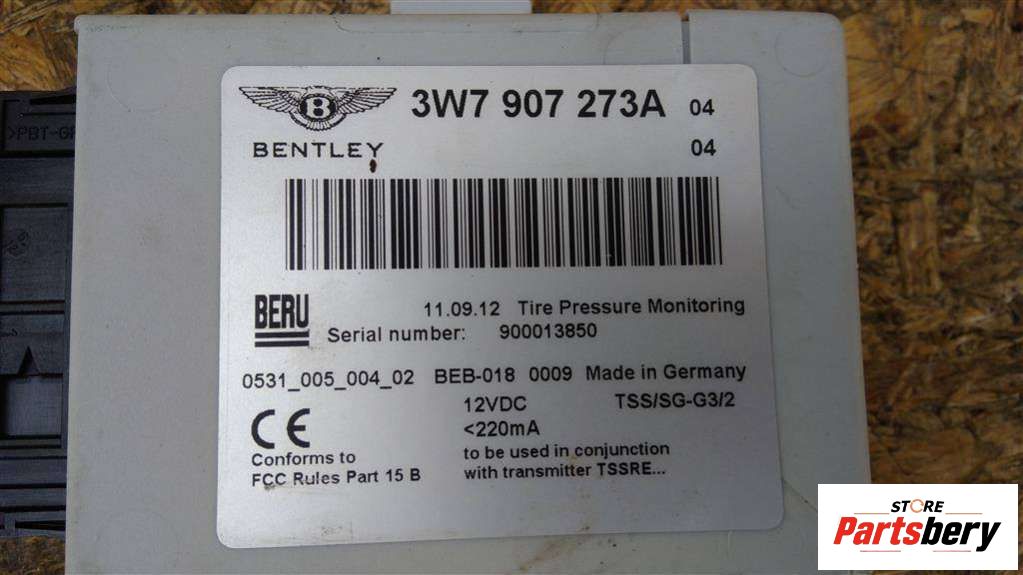 B
BENTLEY
3W7 907 273A 04
04
BERU
11.09.12 Tire Pressure Monitoring
Serial number: 900013850
0531_005_004_02 BEB-018 0009 Made in Germany
12VDC TSS/SG-G3/2
<220mA
CE
Conforms to
FCC Rules Part 15 B
to be used in conjunction
with transmitter TSSRE...
STORE
Partsbery